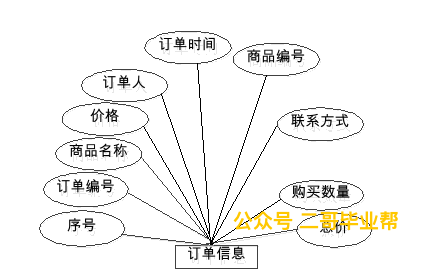 订单时间
商品编号
订单人
价格
联系方式
商品名称
订单编号
购买数量
序号
公众号 二哥毕业帮
总价
订单信息